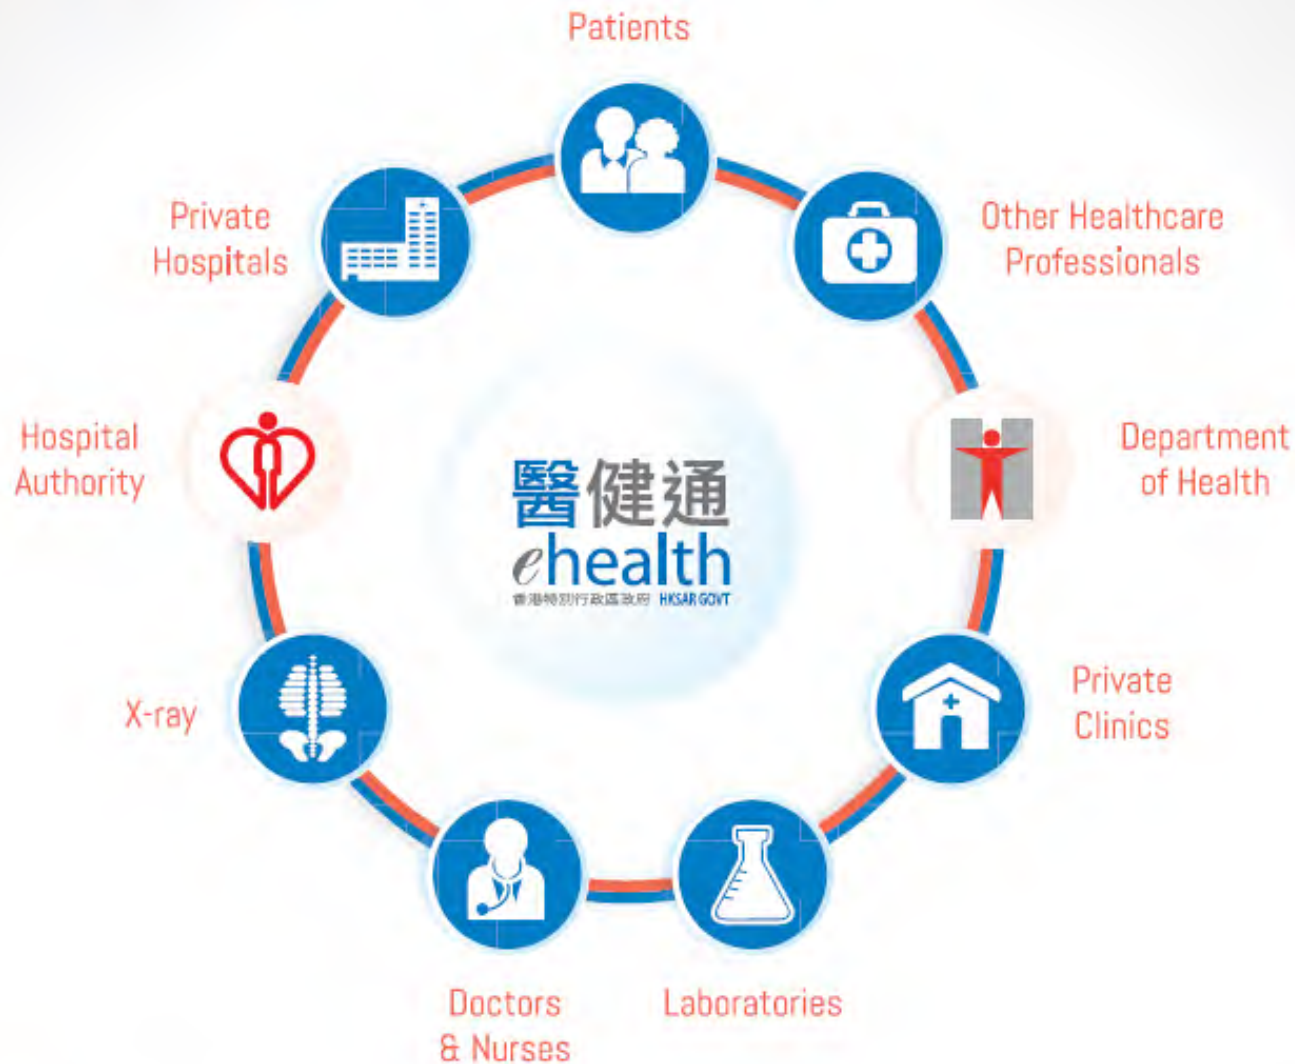 Patients
Private
Hospitals
Other Healthcare
Professionals
Hospital
Authority
Department
of Health
醫健通
ehealth
香港特別行政區政府 HKSAR GOVT
X-ray
Private
Clinics
Doctors
& Nurses
Laboratories